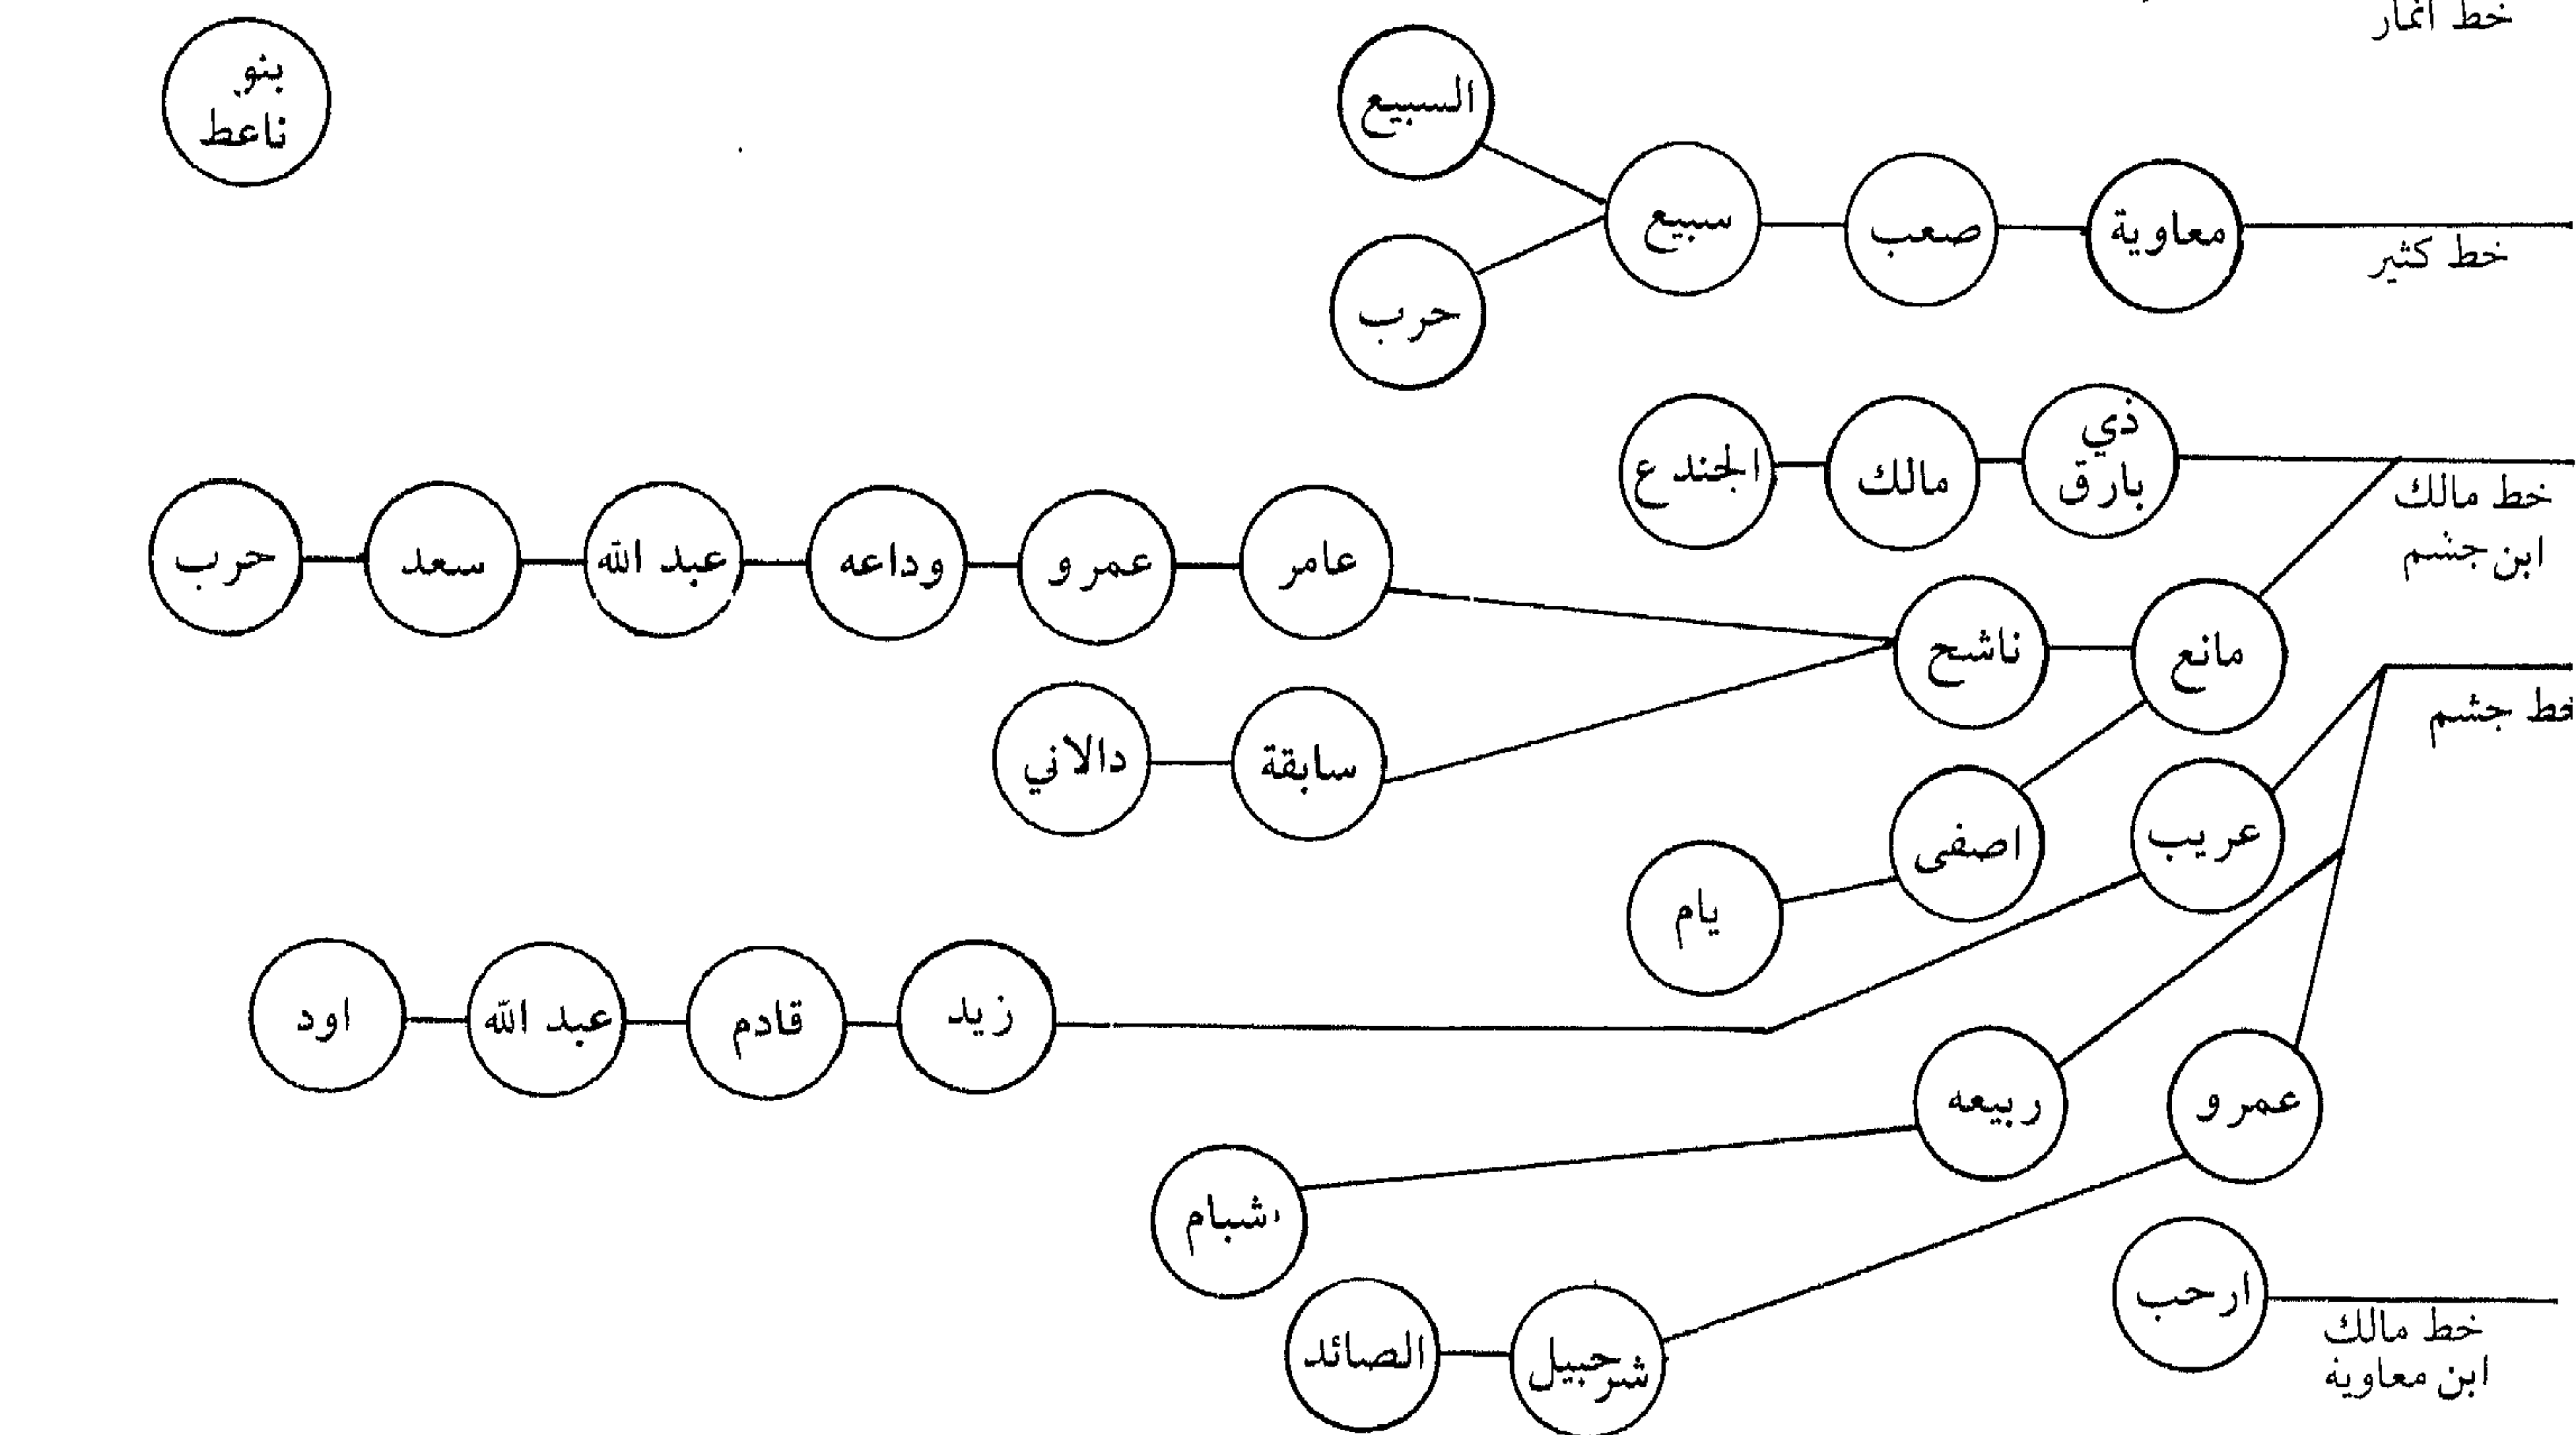 خط انمار
بنو
ناعط
السبيع
معاوية
صعب
سبيع
خط كثير
حرب
ذي
بارق
مالك
الجندع
خط مالك
ابن جشم
عامر
عمرو
وداعه
عبد الله
سعد
حرب
مانع
ناشح
خط جشم
سابقة
دالاني
عريب
اصفى
يام
زيد
قادم
عبد الله
اود
عمرو
ربيعه
شبام
ارحب
خط مالك
ابن معاوية
شرحبيل
الصائد